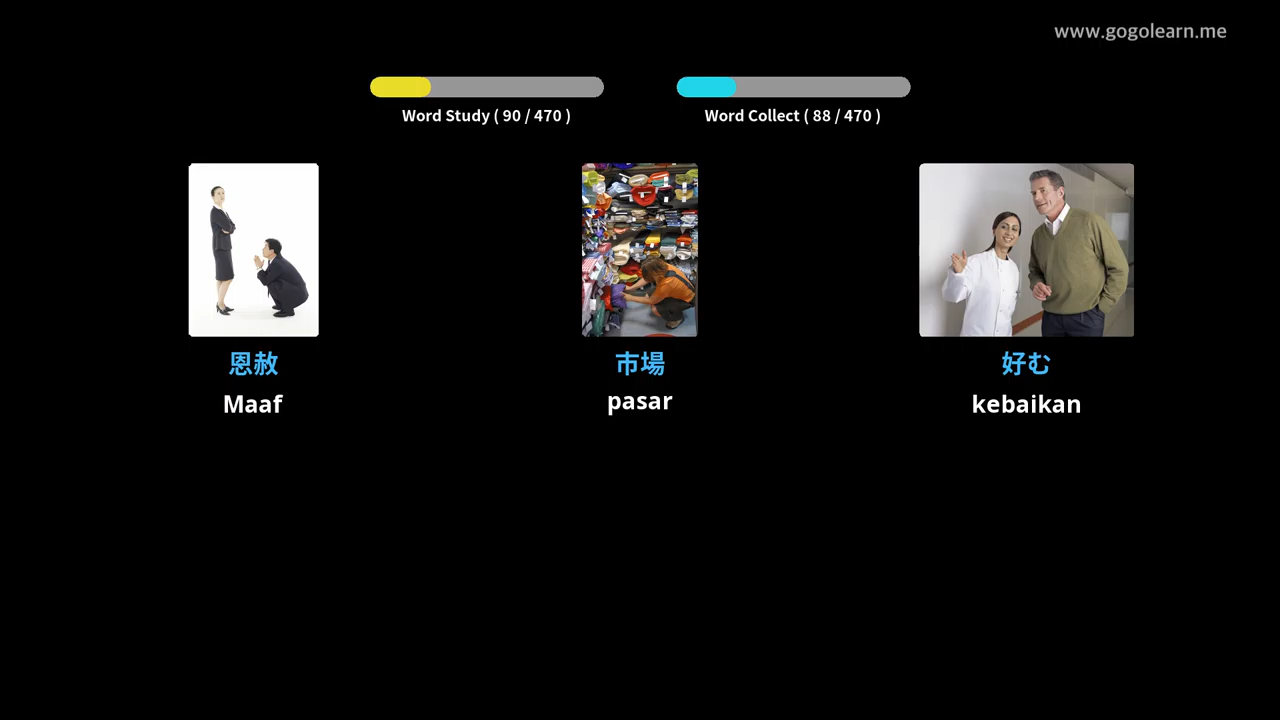 www.gogolearn.me
Word Study ( 90 / 470 )
Word Collect ( 88 / 470 )
恩赦
市場
好む
Maaf
pasar
kebaikan